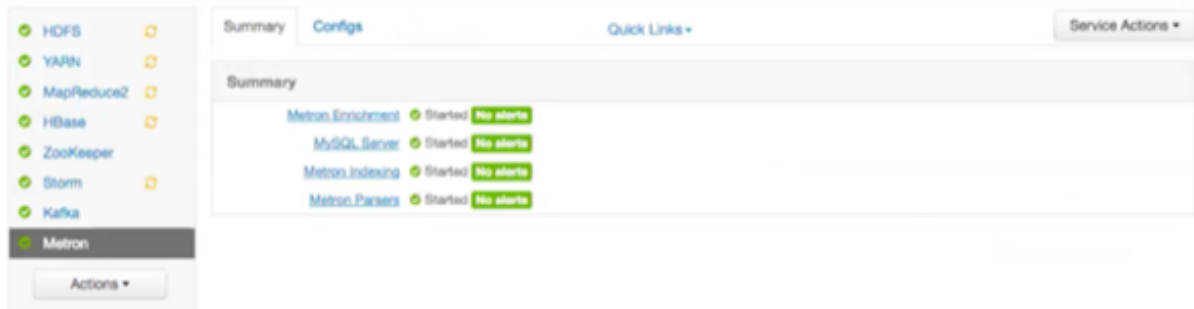 HDFS
YARN
MapReduce2
HBase
ZooKeeper
Storm
Kafka
Metron
Actions
Summary Configs Quick Links Service Actions
Summary
Metron Enrichment Started No alerts
MySQL Server Started No alerts
Metron Indexing Started No alerts
Metron Parsers Started No alerts